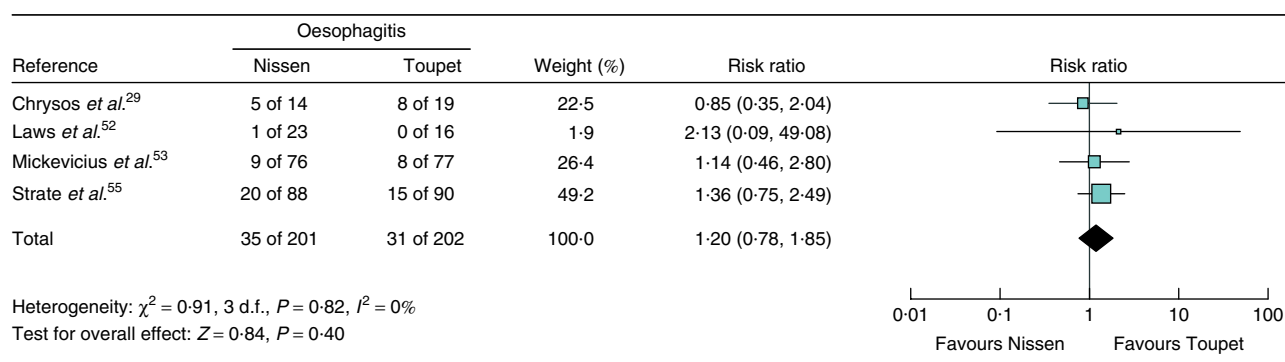 Oesophagitis
Reference Nissen Toupet Weight (%) Risk ratio Risk ratio
Chrysos et al.29 5 of 14 8 of 19 22·5 0·85 (0·35, 2·04)
Laws et al.52 1 of 23 0 of 16 1·9 2·13 (0·09, 49·08)
Mickevicius et al.53 9 of 76 8 of 77 26·4 1·14 (0·46, 2·80)
Strate et al.55 20 of 88 15 of 90 49·2 1·36 (0·75, 2·49)
Total 35 of 201 31 of 202 100·0 1·20 (0·78, 1·85)
Heterogeneity: χ2 = 0·91, 3 d.f., P = 0·82, I2 = 0%
Test for overall effect: Z = 0·84, P = 0·40
0·01 0·1 1 10 100
Favours Nissen Favours Toupet